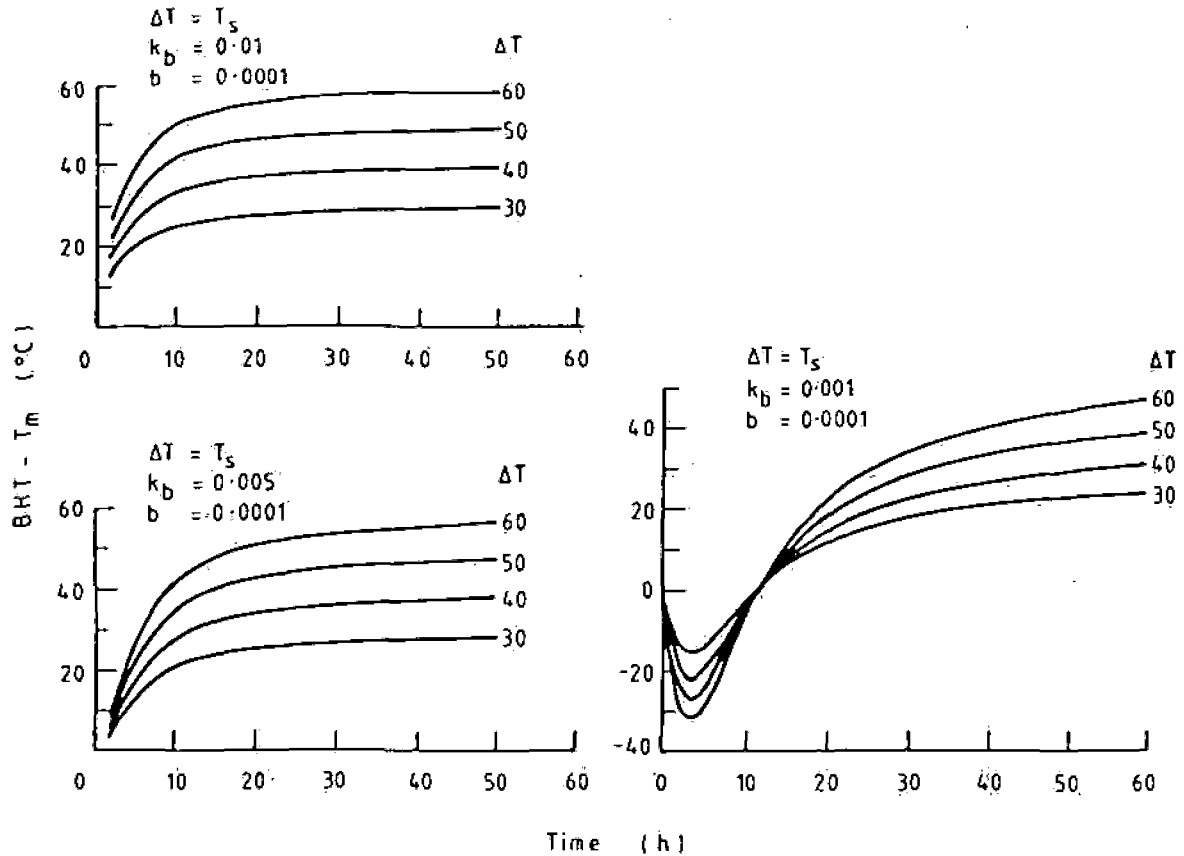 ΔT = Ts
kb = 0·01
b = 0·0001
ΔT
60
50
40
30
60
40
20
0 10 20 30 40 50 60
BHT - Tm (°C)
ΔT = Ts
kb = 0·005
b = 0·0001
ΔT
60
50
40
30
60
40
20
0 10 20 30 40 50 60
ΔT = Ts
kb = 0·001
b = 0·0001
ΔT
60
50
40
30
40
20
0
-20
-40
0 10 20 30 40 50 60
Time (h)